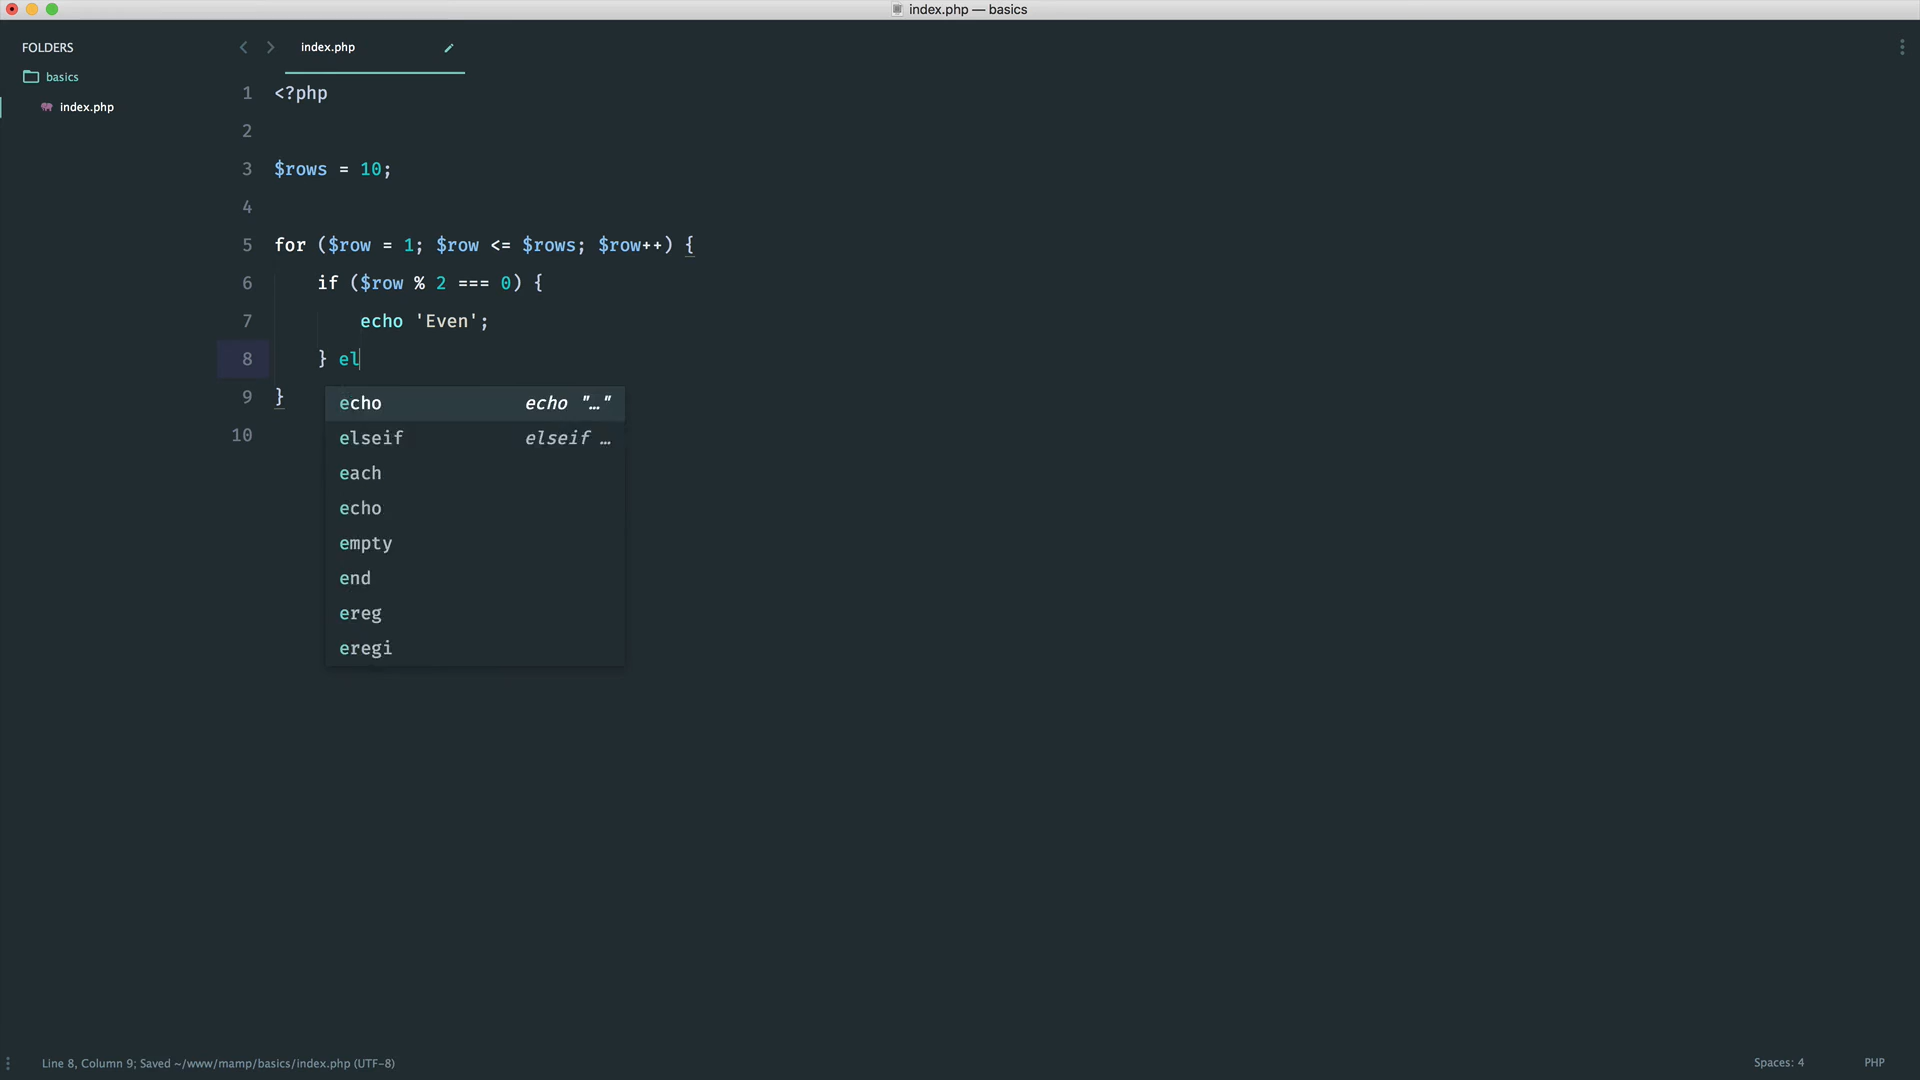 index.php — basics
FOLDERS
basics
index.php
index.php
1 <?php
2
3 $rows = 10;
4
5 for ($row = 1; $row <= $rows; $row++) {
6 if ($row % 2 === 0) {
7 echo 'Even';
8 } el
9 }
10
echo echo "…"
elseif elseif …
each
echo
empty
end
ereg
eregi
Line 8, Column 9; Saved ~/www/mamp/basics/index.php (UTF-8)
Spaces: 4
PHP